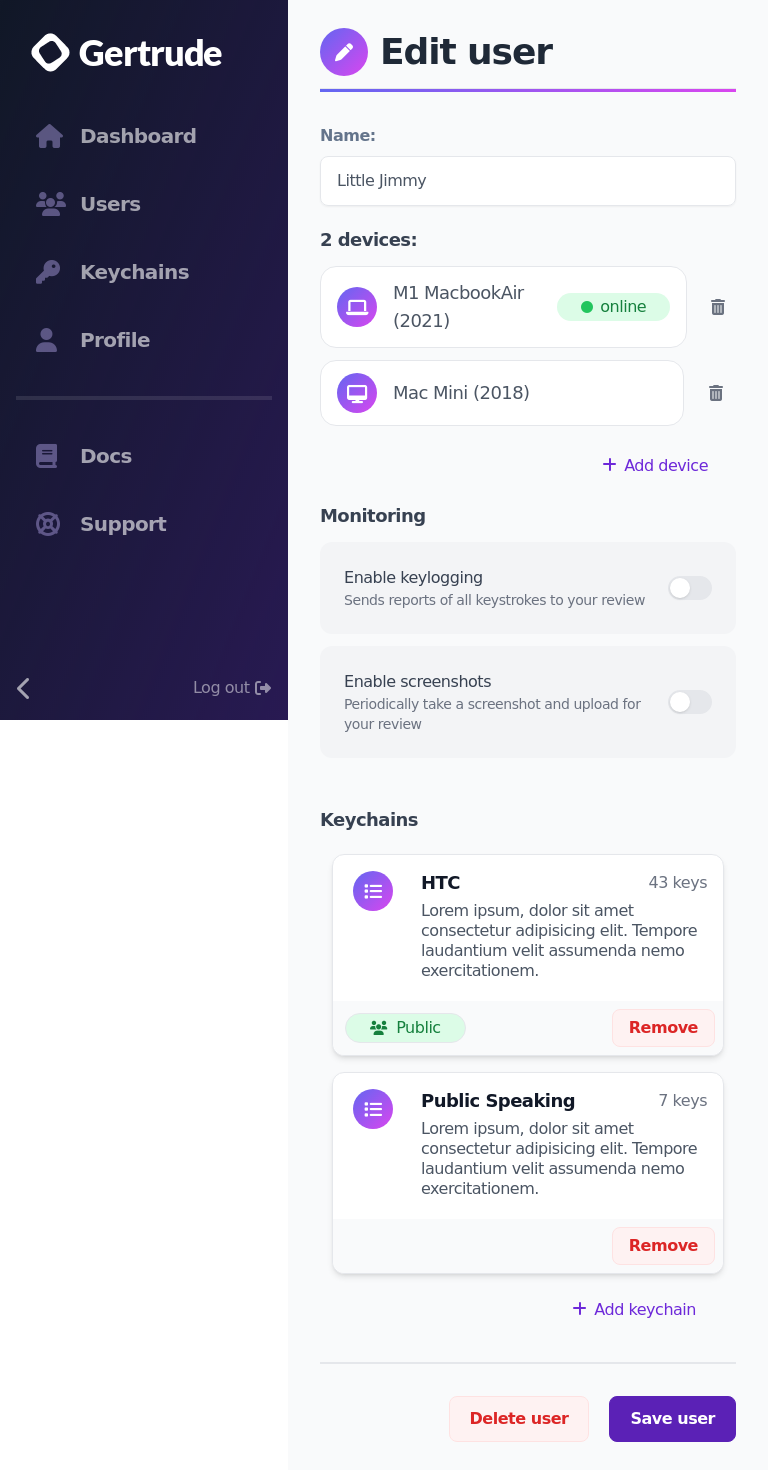 Gertrude
Dashboard
Users
Keychains
Profile
Docs
Support
Log out
Edit user
Name:
Little Jimmy
2 devices:
M1 MacbookAir
(2021)
online
Mac Mini (2018)
Add device
Monitoring
Enable keylogging
Sends reports of all keystrokes to your review
Enable screenshots
Periodically take a screenshot and upload for
your review
Keychains
HTC
43 keys
Lorem ipsum, dolor sit amet
consectetur adipisicing elit. Tempore
laudantium velit assumenda nemo
exercitationem.
Public
Remove
Public Speaking
7 keys
Lorem ipsum, dolor sit amet
consectetur adipisicing elit. Tempore
laudantium velit assumenda nemo
exercitationem.
Remove
Add keychain
Delete user
Save user